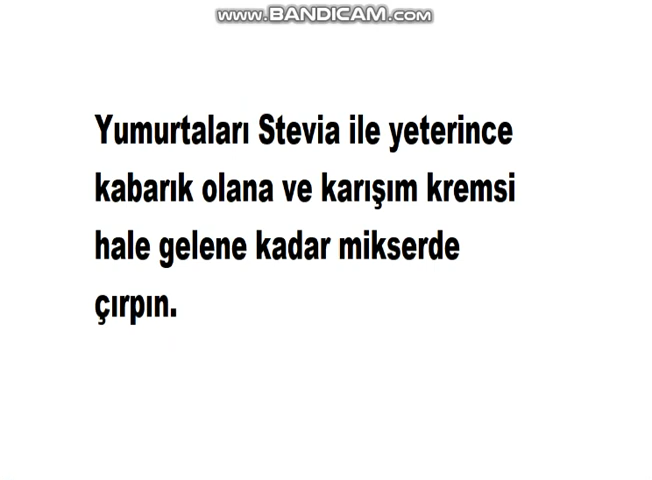 www.BANDICAM.com
Yumurtaları Stevia ile yeterince
kabarık olana ve karışım kremsi
hale gelene kadar mikserde
çırpın.